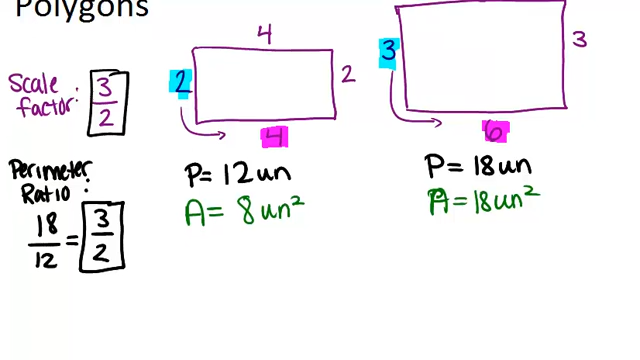 Polygons
Scale factor: 3/2
4
2
2
4
3
3
6
P = 12 un
A = 8 un²
P = 18 un
A = 18 un²
Perimeter Ratio:
18/12 = 3/2